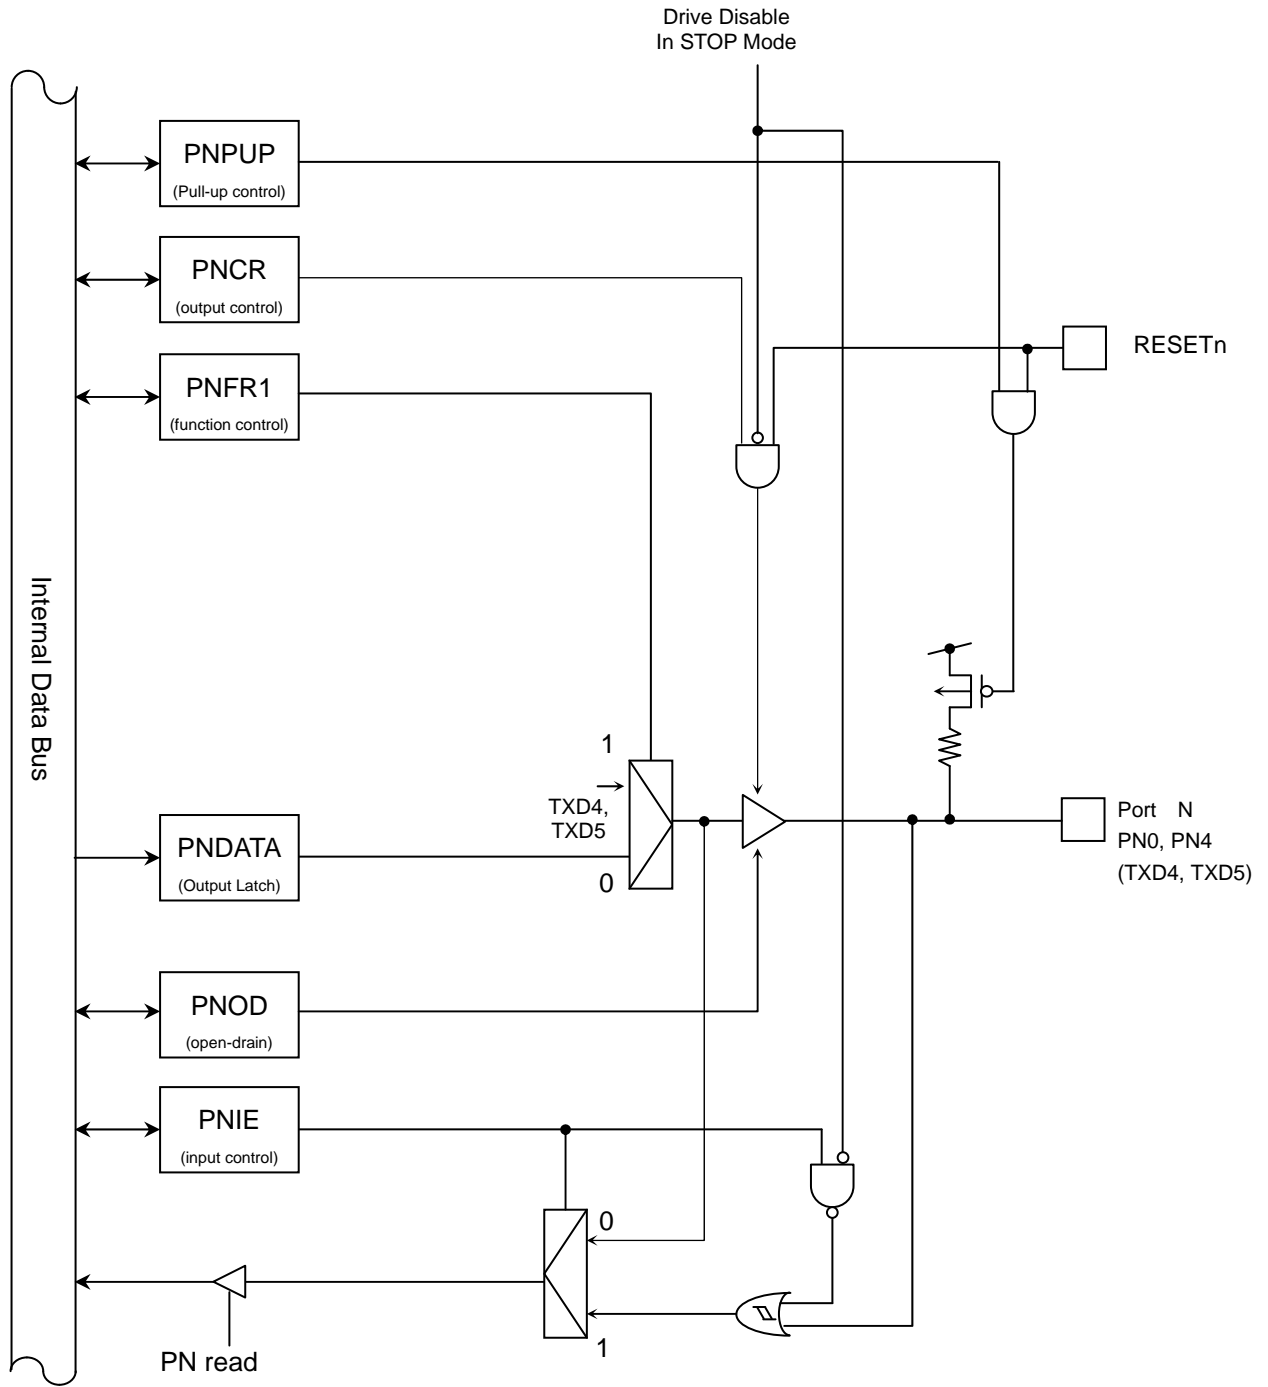 Drive Disable
In STOP Mode
PNPUP
(Pull-up control)
PNCR
(output control)
RESETn
PNFR1
(function control)
Internal Data Bus
1
TXD4,
TXD5
0
PNDATA
(Output Latch)
Port N
PN0, PN4
(TXD4, TXD5)
PNOD
(open-drain)
PNIE
(input control)
0
1
PN read